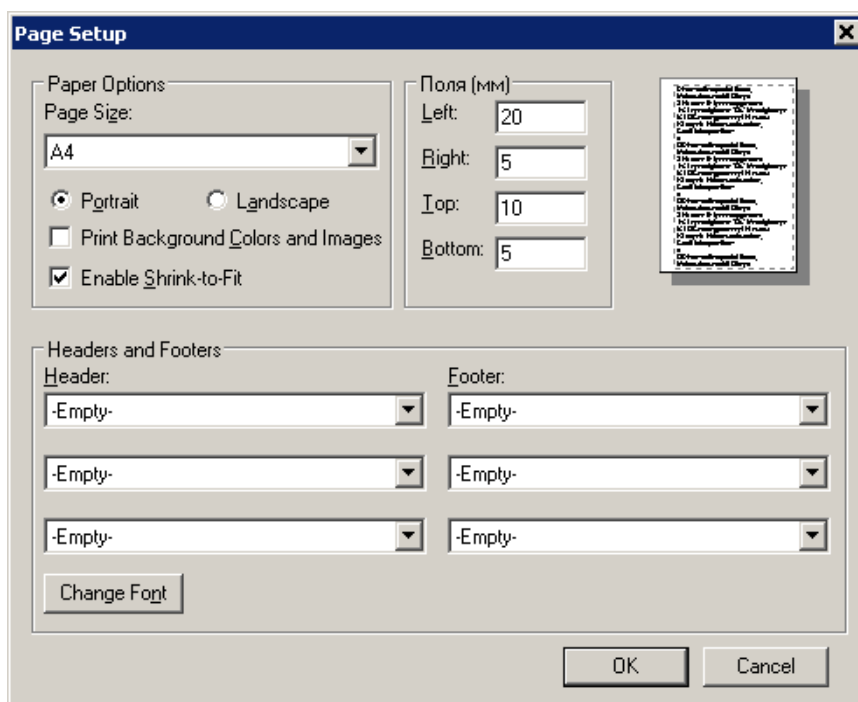 Page Setup
Paper Options
Page Size:
A4
Portrait
Landscape
Print Background Colors and Images
Enable Shrink-to-Fit
Поля (мм)
Left:
20
Right:
5
Top:
10
Bottom:
5
Headers and Footers
Header:
Footer:
-Empty-
-Empty-
-Empty-
-Empty-
-Empty-
-Empty-
Change Font
OK
Cancel